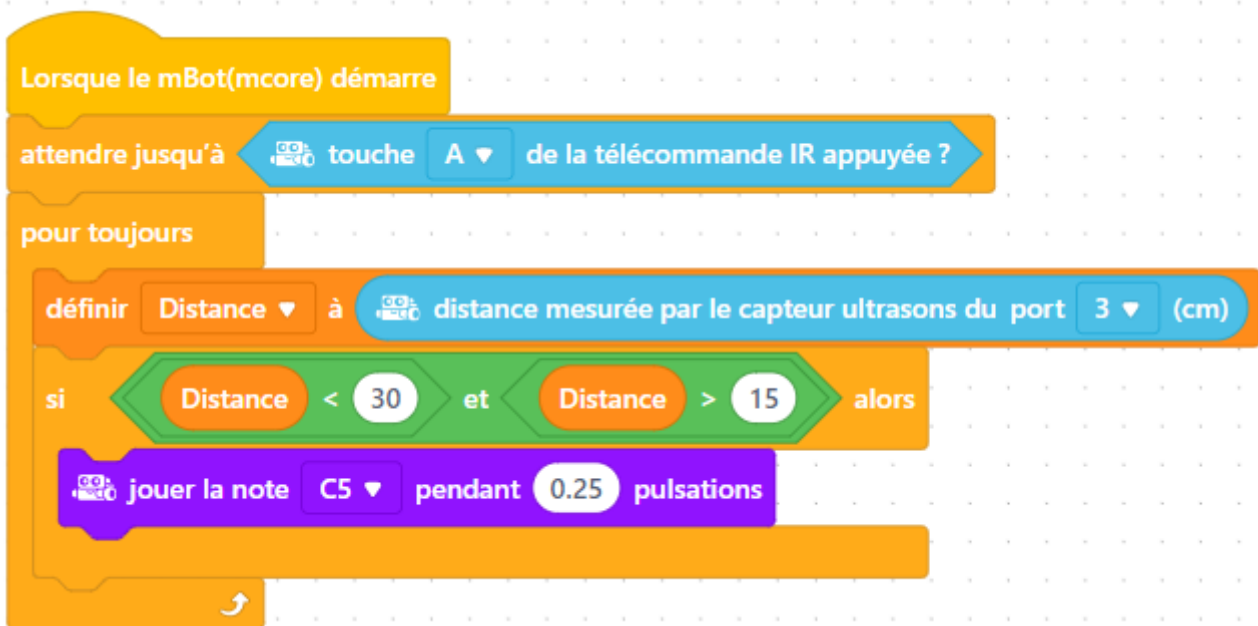 Lorsque le mBot(mcore) démarre
attendre jusqu'à touche A de la télécommande IR appuyée ?
pour toujours
définir Distance à distance mesurée par le capteur ultrasons du port 3 (cm)
si Distance < 30 et Distance > 15 alors
jouer la note C5 pendant 0.25 pulsations